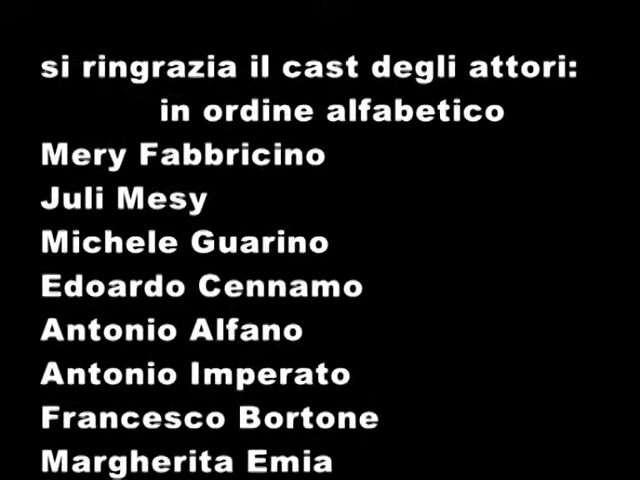 si ringrazia il cast degli attori:
in ordine alfabetico
Mery Fabbricino
Juli Mesy
Michele Guarino
Edoardo Cennamo
Antonio Alfano
Antonio Imperato
Francesco Bortone
Margherita Emia